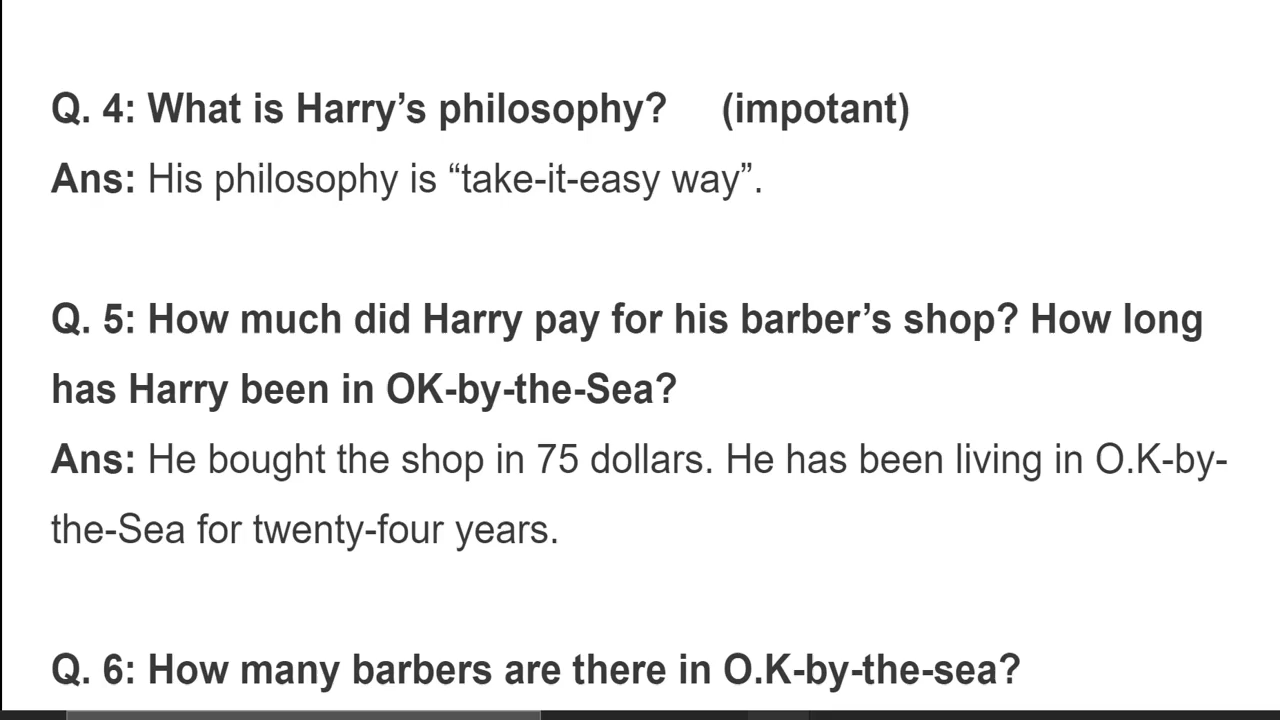 Q. 4: What is Harry’s philosophy? (impotant)
Ans: His philosophy is “take-it-easy way”.
Q. 5: How much did Harry pay for his barber’s shop? How long
has Harry been in OK-by-the-Sea?
Ans: He bought the shop in 75 dollars. He has been living in O.K-by-
the-Sea for twenty-four years.
Q. 6: How many barbers are there in O.K-by-the-sea?